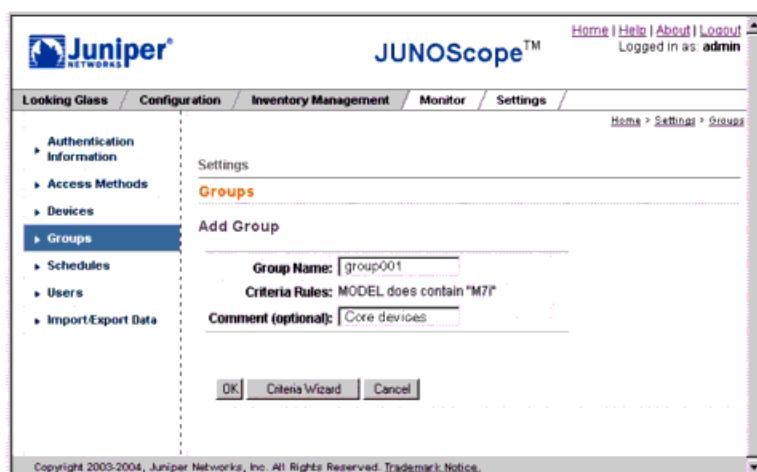 Juniper®
NETWORKS
JUNOScope™
Home | Help | About | Logout
Logged in as: admin
Looking Glass / Configuration / Inventory Management / Monitor / Settings /
Home > Settings > Groups
Authentication Information
Access Methods
Devices
Groups
Schedules
Users
Import/Export Data
Settings
Groups
Add Group
Group Name: group001
Criteria Rules: MODEL does contain "M7i"
Comment (optional): Core devices
OK Criteria Wizard Cancel
Copyright 2003-2004, Juniper Networks, Inc. All Rights Reserved. Trademark Notice.